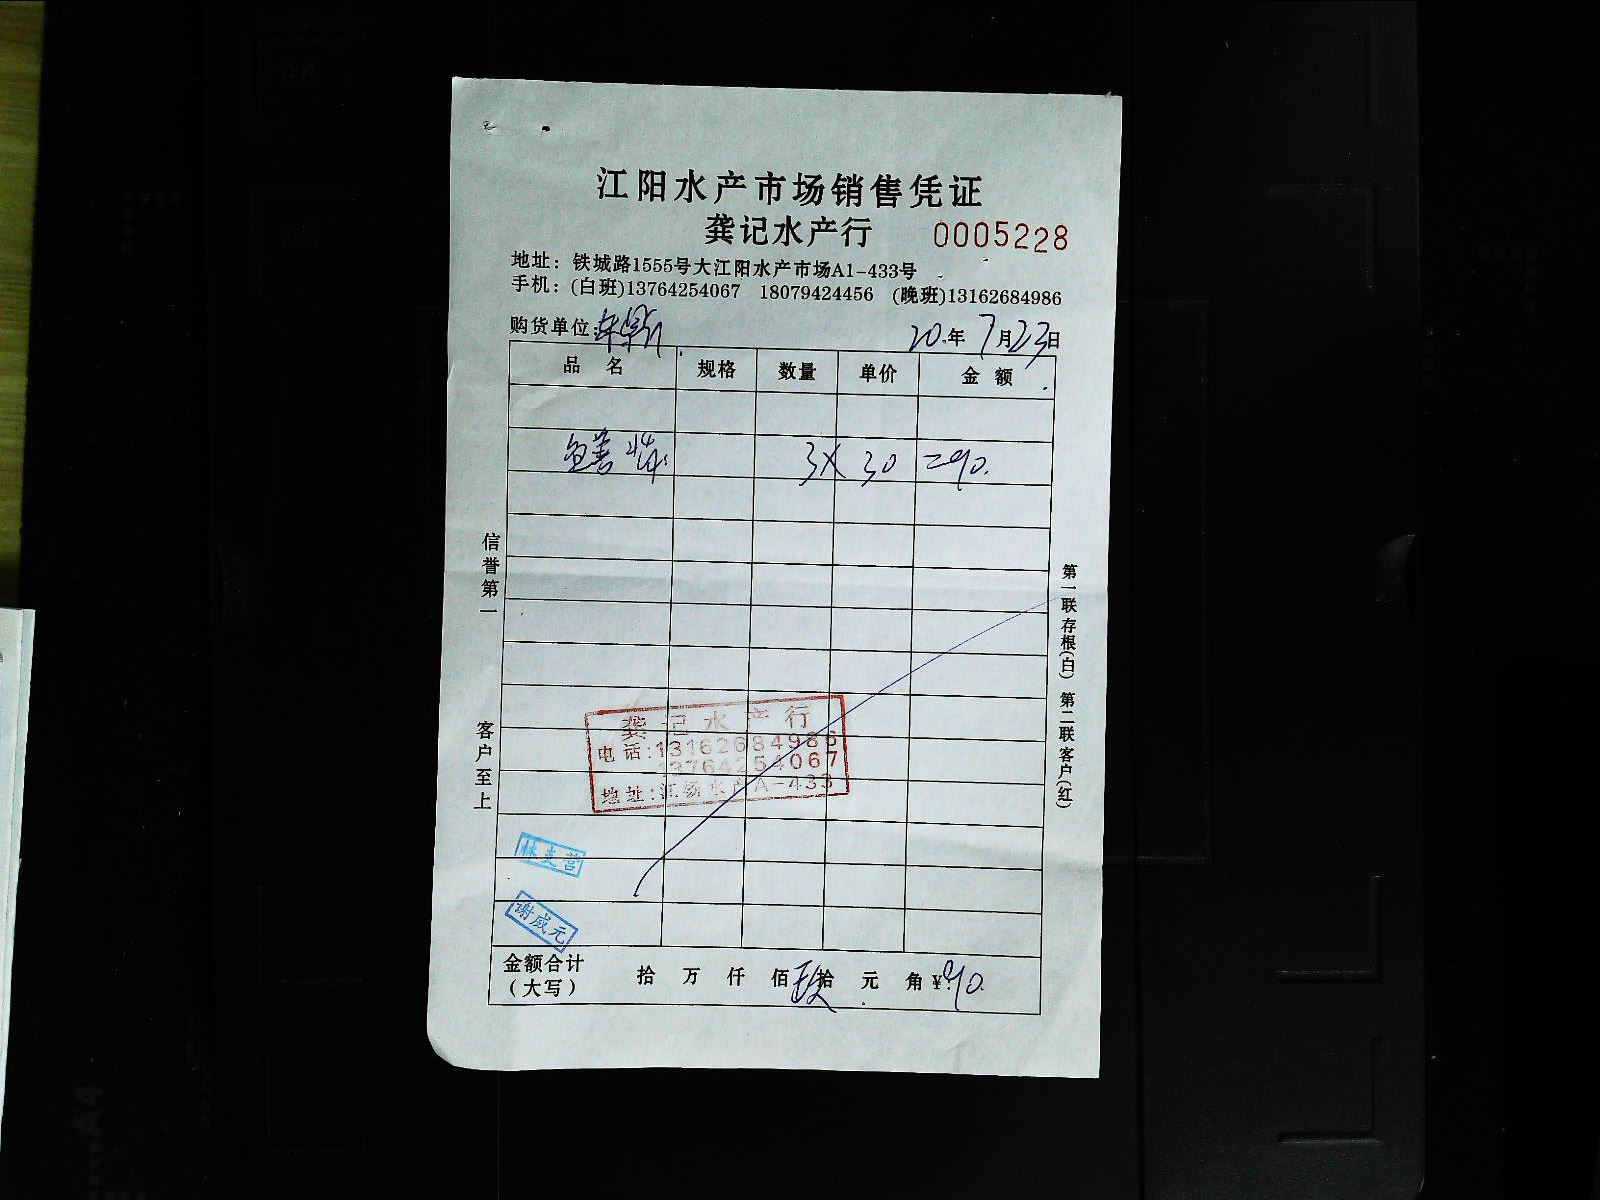 江阳水产市场销售凭证
龚记水产行 0005228
地址：铁城路1555号大江阳水产市场A1-433号
手机：(白班)13764254067 18079424456 (晚班)13162684986
购货单位： 20.年7月23日
品 名 规格 数量 单价 金 额
鳝 3X 30 =90.
信誉第一
客户至上
第一联存根(白) 第二联客户(红)
龚记水产行
电话:13162684986
13764254067
地址:江杨水产A-433
林支营
谢成元
金额合计（大写） 拾 万 仟 佰 玖拾 元 角 ￥:90.